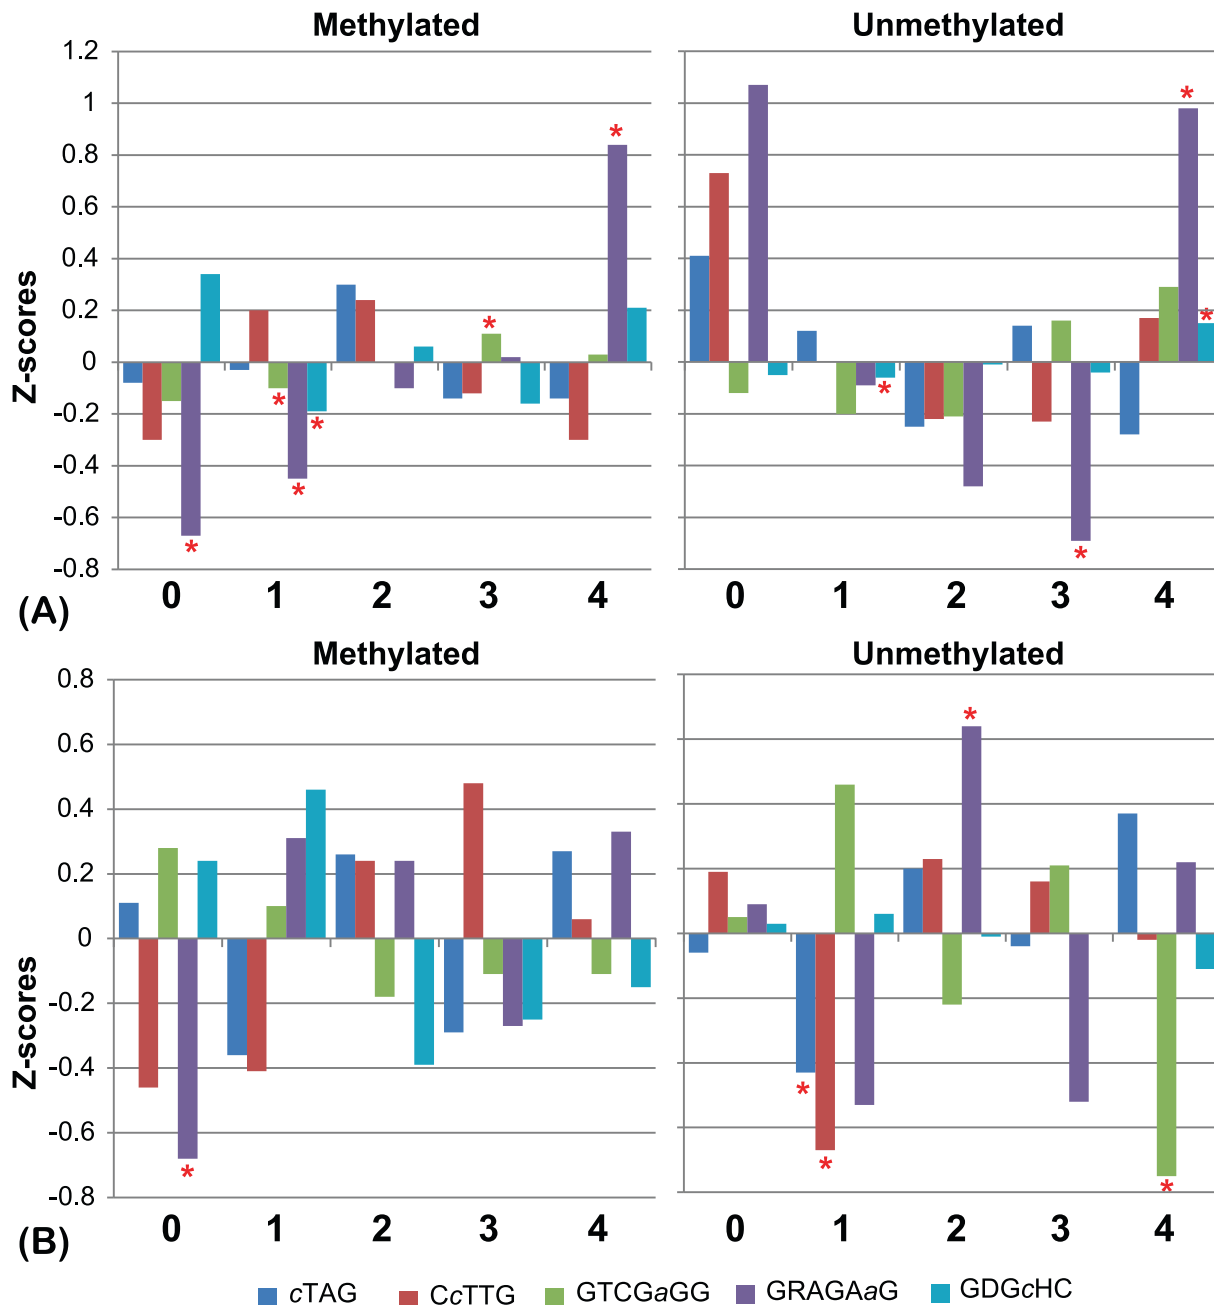 (A)
Methylated
Z-scores
1.2
1
0.8
0.6
0.4
0.2
0
-0.2
-0.4
-0.6
-0.8
* * * * * *
0 1 2 3 4
Unmethylated
* * * *
0 1 2 3 4
(B)
Methylated
Z-scores
0.8
0.6
0.4
0.2
0
-0.2
-0.4
-0.6
-0.8
*
0 1 2 3 4
Unmethylated
* * * *
0 1 2 3 4
cTAG CcTTG GTCGaGG GRAGAaG GDGcHC